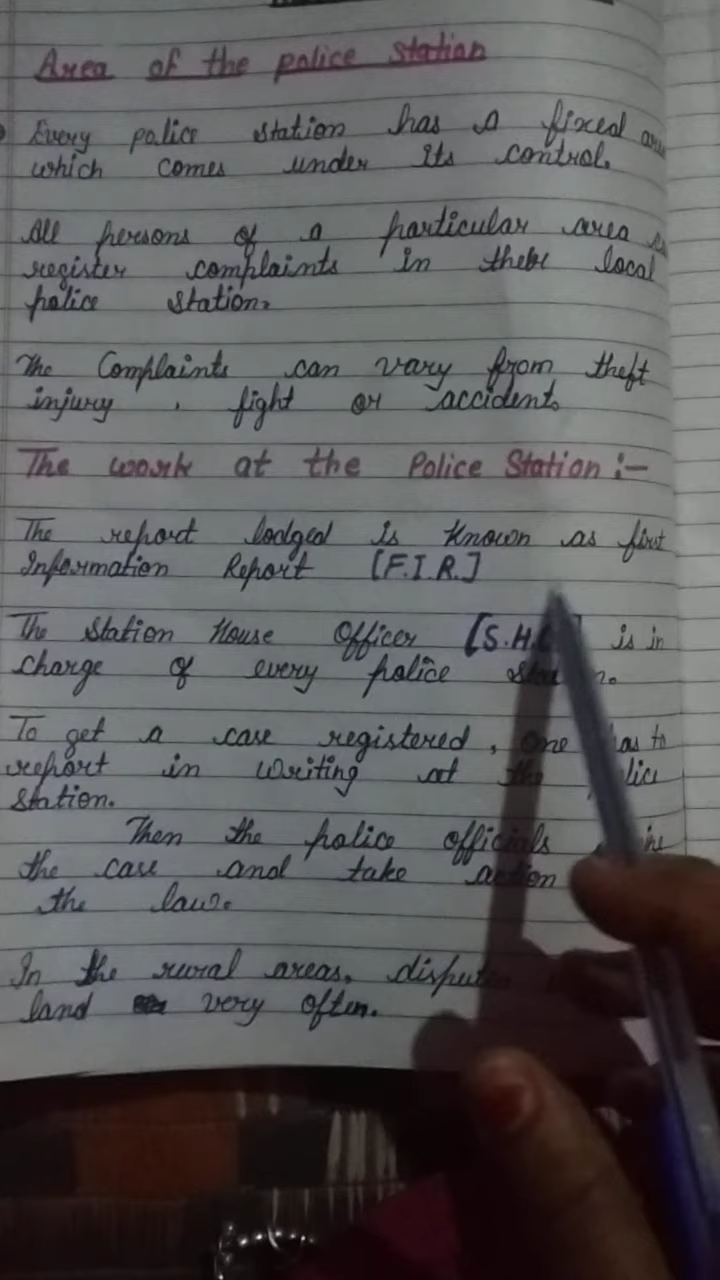 Area of the police station
Every police station has a fixed
which comes under its control.
All persons of a particular area
register complaints in their local
police station.
The Complaints can vary from theft
injury , fight or accident.
The work at the Police Station :-
The report lodged is known as first
Information Report [F.I.R.]
The Station House Officer is in
charge of every police
To get a case registered, one has to
report in writing at the
station.
Then the police officials
the case and take action
the law.
In the rural areas,
land very often.